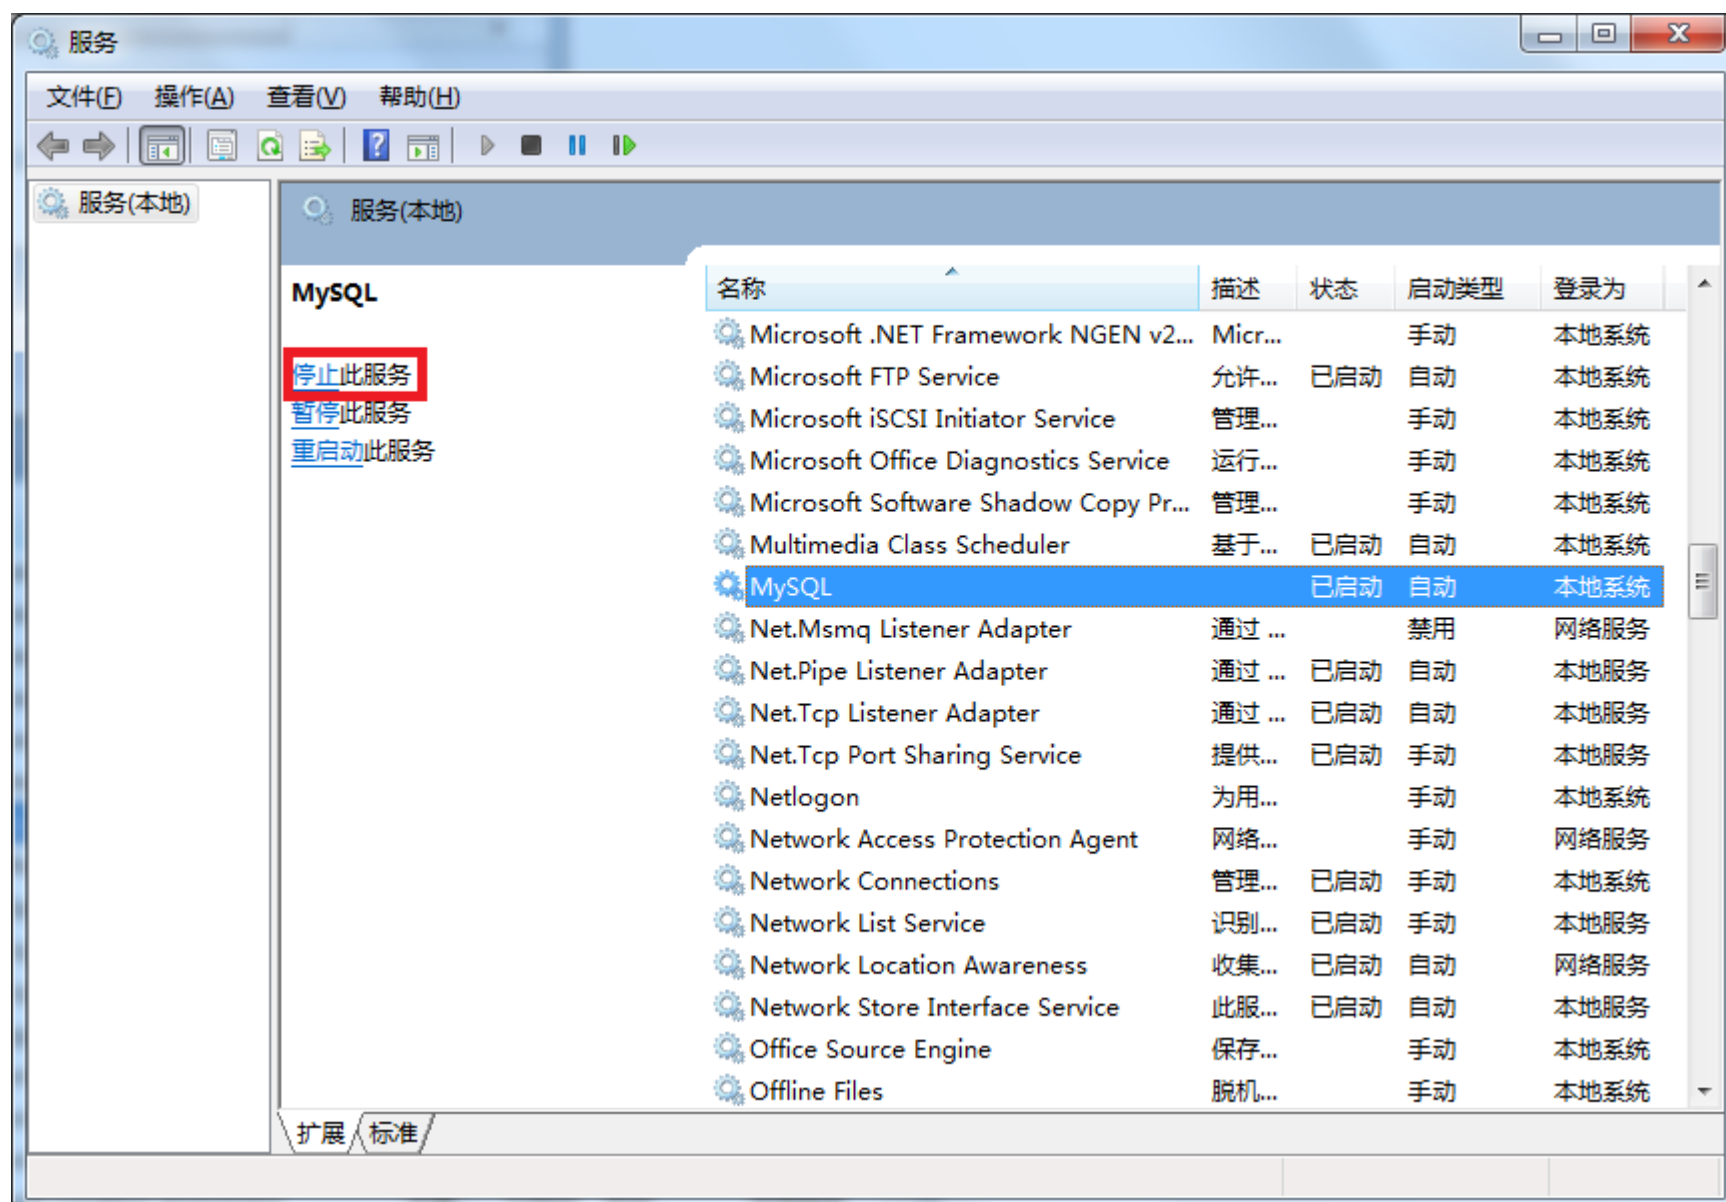 服务
文件(F) 操作(A) 查看(V) 帮助(H)
服务(本地)
服务(本地)
MySQL
停止此服务
暂停此服务
重启动此服务
名称 描述 状态 启动类型 登录为
Microsoft .NET Framework NGEN v2... Micr... 手动 本地系统
Microsoft FTP Service 允许... 已启动 自动 本地系统
Microsoft iSCSI Initiator Service 管理... 手动 本地系统
Microsoft Office Diagnostics Service 运行... 手动 本地系统
Microsoft Software Shadow Copy Pr... 管理... 手动 本地系统
Multimedia Class Scheduler 基于... 已启动 自动 本地系统
MySQL 已启动 自动 本地系统
Net.Msmq Listener Adapter 通过 ... 禁用 网络服务
Net.Pipe Listener Adapter 通过 ... 已启动 自动 本地服务
Net.Tcp Listener Adapter 通过 ... 已启动 自动 本地服务
Net.Tcp Port Sharing Service 提供... 已启动 手动 本地服务
Netlogon 为用... 手动 本地系统
Network Access Protection Agent 网络... 手动 网络服务
Network Connections 管理... 已启动 手动 本地系统
Network List Service 识别... 已启动 手动 本地服务
Network Location Awareness 收集... 已启动 自动 网络服务
Network Store Interface Service 此服... 已启动 自动 本地服务
Office Source Engine 保存... 手动 本地系统
Offline Files 脱机... 手动 本地系统
扩展 标准